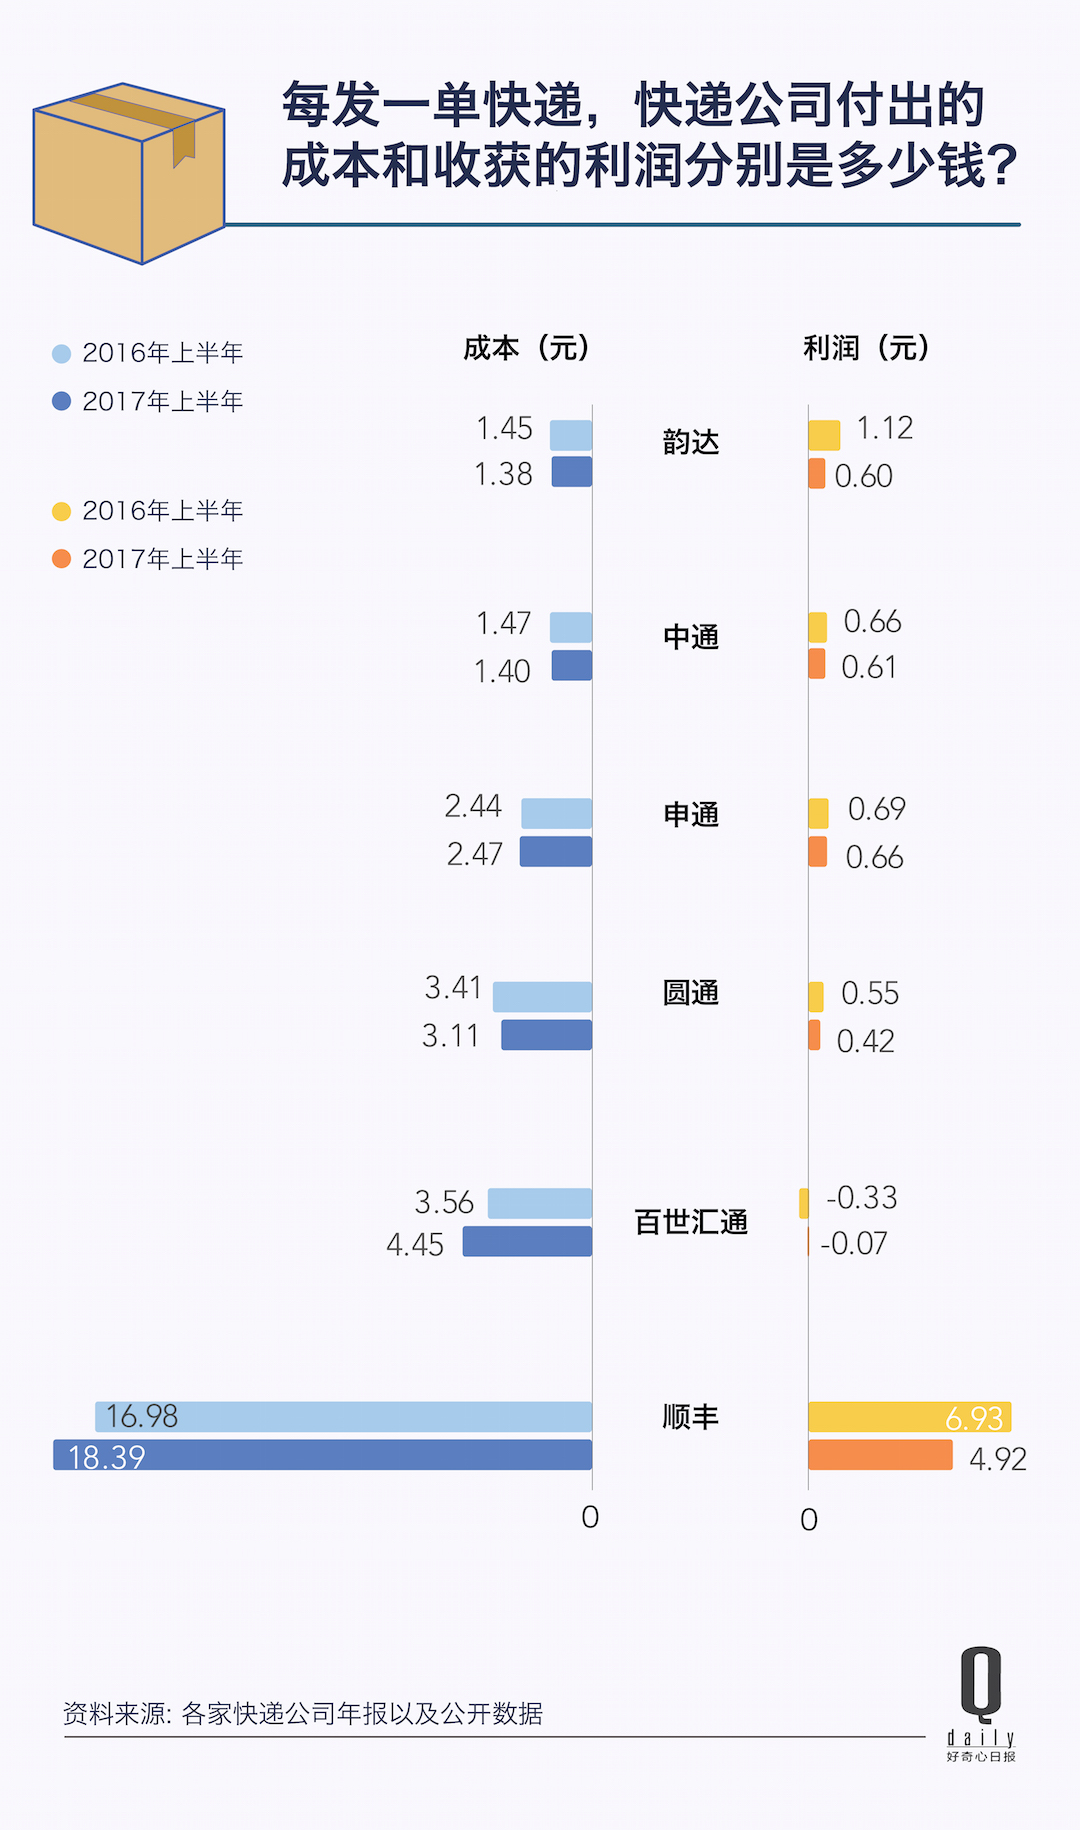 每发一单快递，快递公司付出的
成本和收获的利润分别是多少钱？
2016年上半年
2017年上半年
2016年上半年
2017年上半年
成本（元）
利润（元）
1.45
1.38
韵达
1.12
0.60
1.47
1.40
中通
0.66
0.61
2.44
2.47
申通
0.69
0.66
3.41
3.11
圆通
0.55
0.42
3.56
4.45
百世汇通
-0.33
-0.07
16.98
18.39
顺丰
6.93
4.92
0
0
资料来源: 各家快递公司年报以及公开数据
Q
daily
好奇心日报